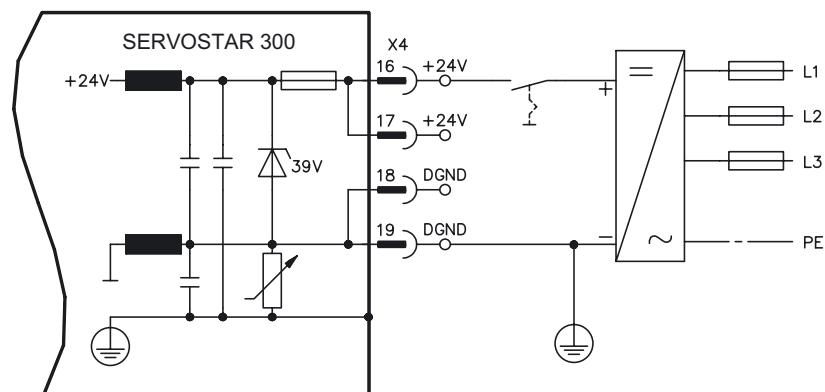 SERVOSTAR 300
X4
+24V
16 +24V
17 +24V
39V
18 DGND
19 DGND
+
−
L1
L2
L3
PE